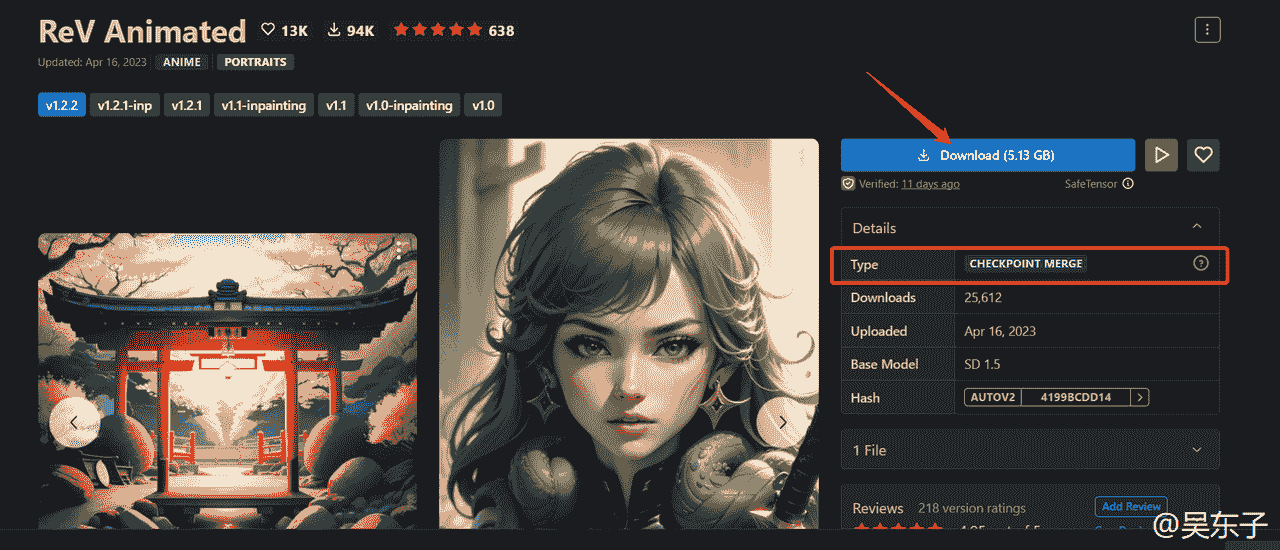 ReV Animated 13K 94K 638
Updated: Apr 16, 2023 ANIME PORTRAITS
v1.2.2 v1.2.1-inp v1.2.1 v1.1-inpainting v1.1 v1.0-inpainting v1.0
Download (5.13 GB)
Verified: 11 days ago SafeTensor
Details
Type CHECKPOINT MERGE
Downloads 25,612
Uploaded Apr 16, 2023
Base Model SD 1.5
Hash AUTOV2 4199BCDD14
1 File
Reviews 218 version ratings Add Review
@吴东子